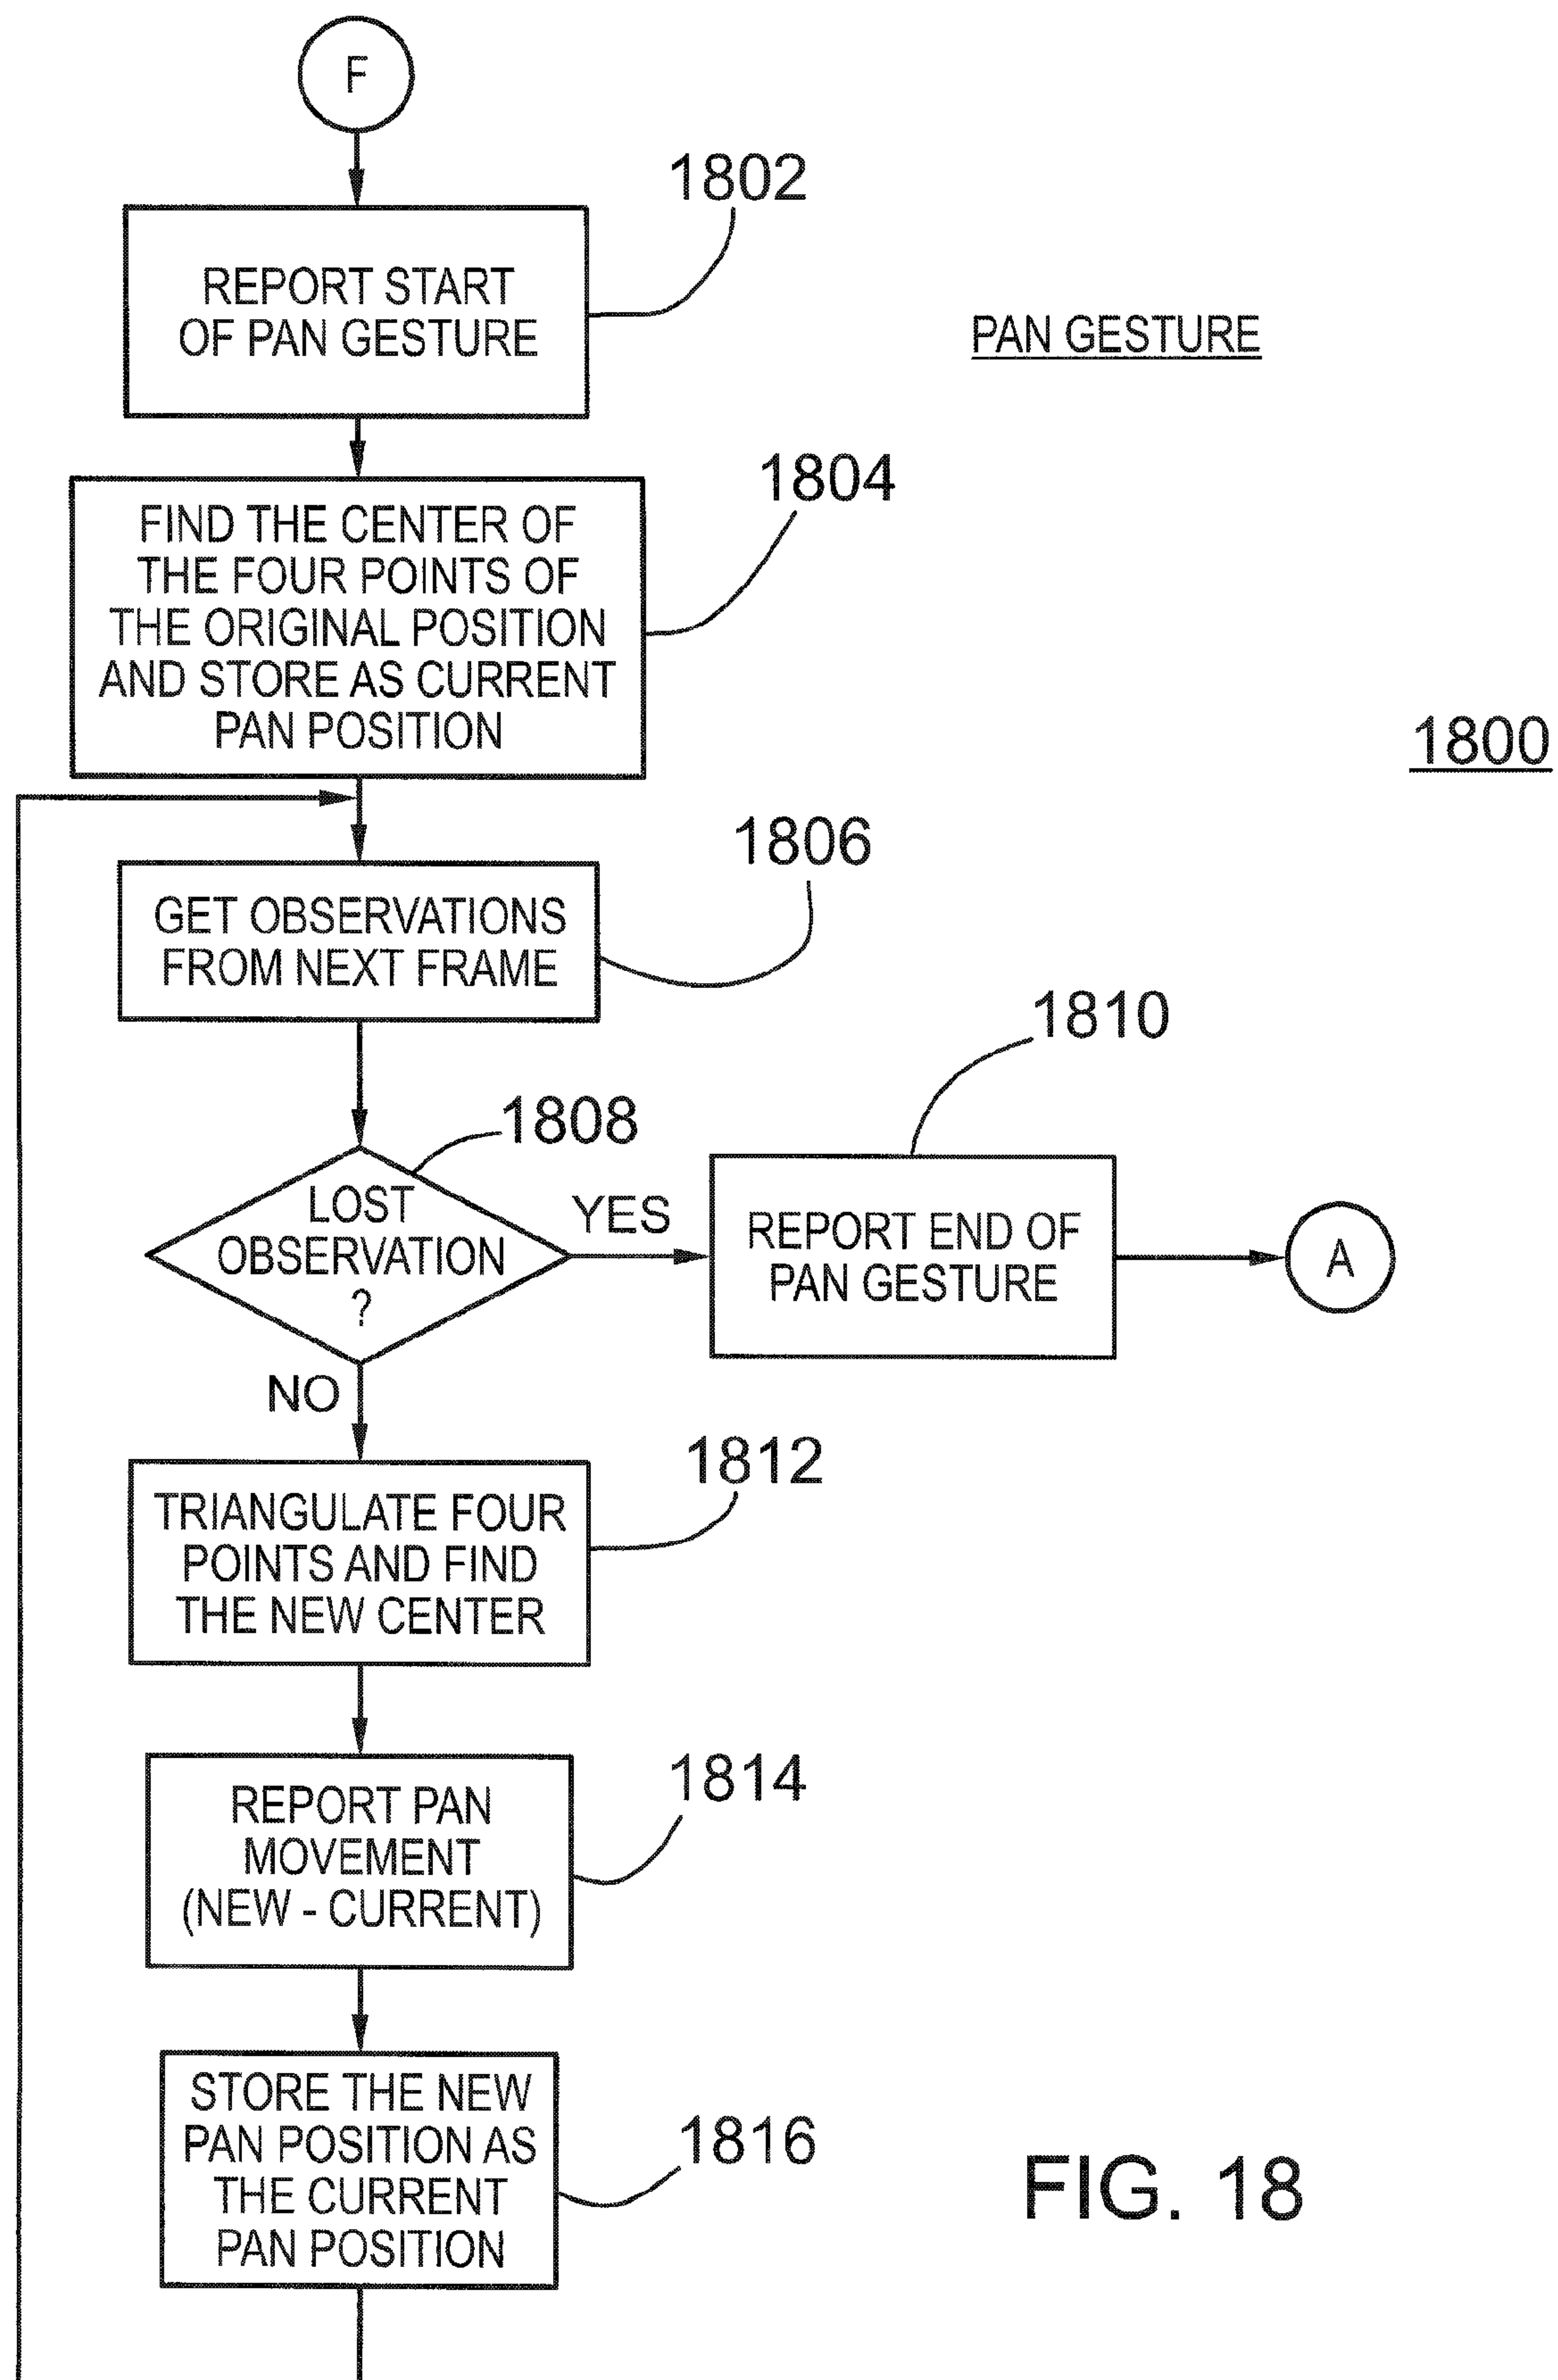 F
1802
REPORT START
OF PAN GESTURE
PAN GESTURE
1804
FIND THE CENTER OF
THE FOUR POINTS OF
THE ORIGINAL POSITION
AND STORE AS CURRENT
PAN POSITION
1800
1806
GET OBSERVATIONS
FROM NEXT FRAME
1810
1808
LOST
OBSERVATION
?
YES
REPORT END OF
PAN GESTURE
A
NO
1812
TRIANGULATE FOUR
POINTS AND FIND
THE NEW CENTER
1814
REPORT PAN
MOVEMENT
(NEW - CURRENT)
1816
STORE THE NEW
PAN POSITION AS
THE CURRENT
PAN POSITION
FIG. 18